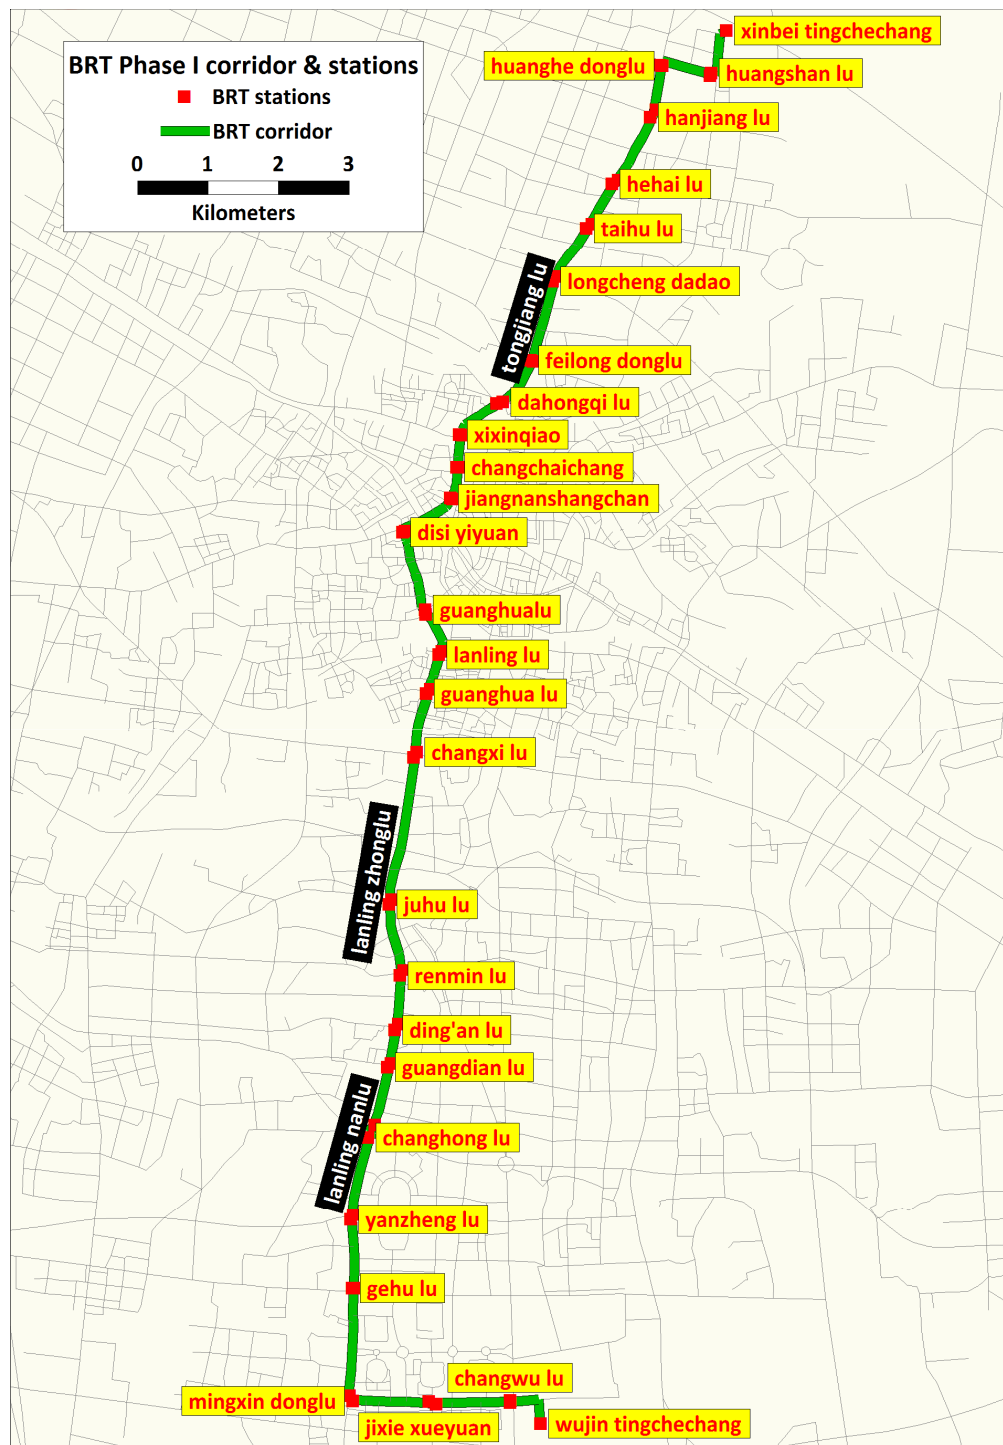 BRT Phase I corridor & stations
BRT stations
BRT corridor
0 1 2 3
Kilometers
xinbei tingchechang
huanghe donglu
huangshan lu
hanjiang lu
hehai lu
taihu lu
tongjiang lu
longcheng dadao
feilong donglu
dahongqi lu
xixinqiao
changchaichang
jiangnanshangchan
disi yiyuan
guanghualu
lanling lu
guanghua lu
changxi lu
lanling zhonglu
juhu lu
renmin lu
ding'an lu
guangdian lu
lanling nanlu
changhong lu
yanzheng lu
gehu lu
changwu lu
mingxin donglu
jixie xueyuan
wujin tingchechang